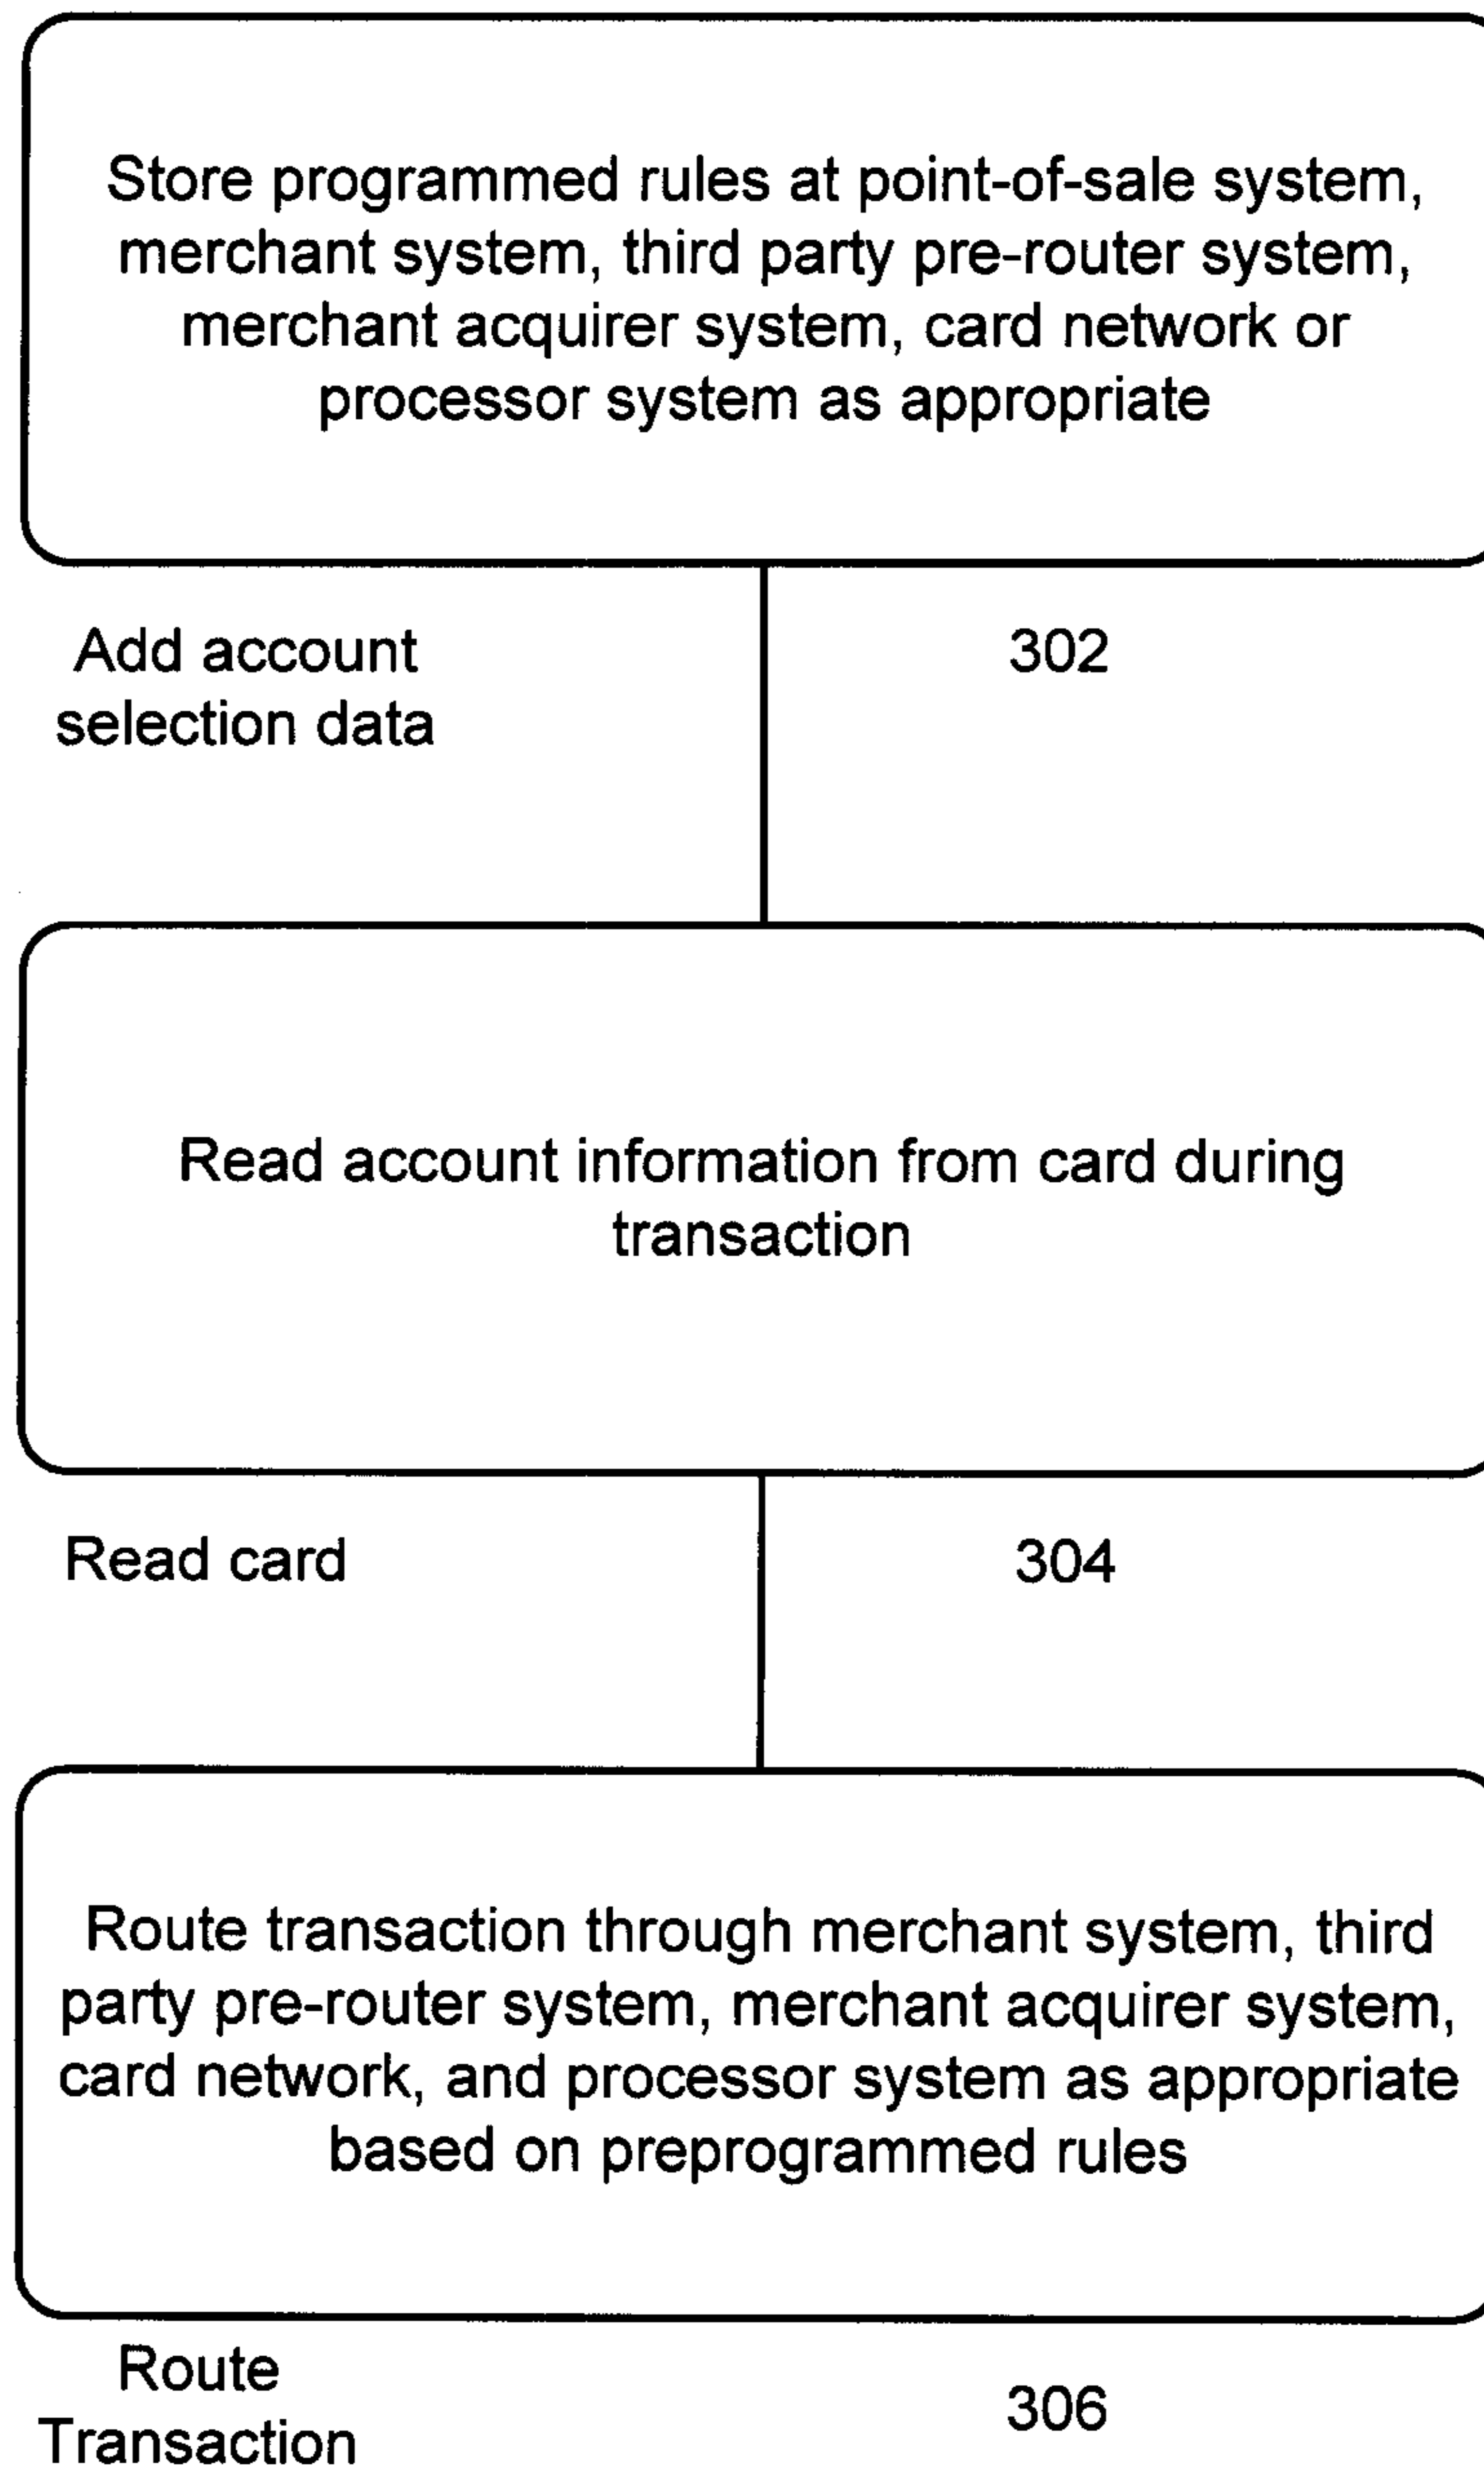 Store programmed rules at point-of-sale system,
merchant system, third party pre-router system,
merchant acquirer system, card network or
processor system as appropriate
Add account
selection data
302
Read account information from card during
transaction
Read card
304
Route transaction through merchant system, third
party pre-router system, merchant acquirer system,
card network, and processor system as appropriate
based on preprogrammed rules
Route
Transaction
306